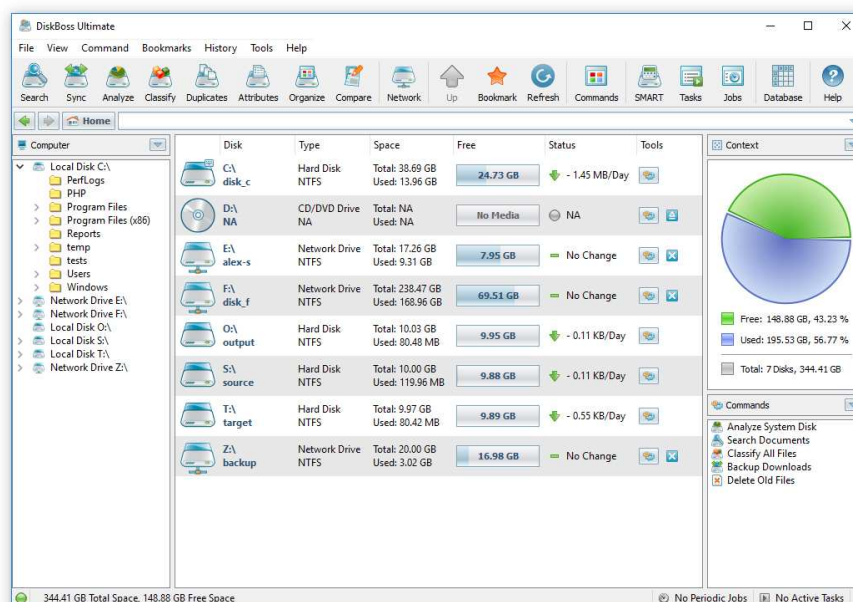 DiskBoss Ultimate
File View Command Bookmarks History Tools Help
Search Sync Analyze Classify Duplicates Attributes Organize Compare Network Up Bookmark Refresh Commands SMART Tasks Jobs Database Help
Home
Computer
Local Disk C:\
PerfLogs
PHP
Program Files
Program Files (x86)
Reports
temp
tests
Users
Windows
Network Drive E:\
Network Drive F:\
Local Disk O:\
Local Disk S:\
Local Disk T:\
Network Drive Z:\
Disk Type Space Free Status Tools
C:\ Hard Disk Total: 38.69 GB
disk_c NTFS Used: 13.96 GB
24.73 GB - 1.45 MB/Day
D:\ CD/DVD Drive Total: NA
NA NA Used: NA
No Media NA
E:\ Network Drive Total: 17.26 GB
alex-s NTFS Used: 9.31 GB
7.95 GB No Change
F:\ Network Drive Total: 238.47 GB
disk_f NTFS Used: 168.96 GB
69.51 GB No Change
O:\ Hard Disk Total: 10.03 GB
output NTFS Used: 80.48 MB
9.95 GB - 0.11 KB/Day
S:\ Hard Disk Total: 10.00 GB
source NTFS Used: 119.96 MB
9.88 GB - 0.11 KB/Day
T:\ Hard Disk Total: 9.97 GB
target NTFS Used: 80.42 MB
9.89 GB - 0.55 KB/Day
Z:\ Network Drive Total: 20.00 GB
backup NTFS Used: 3.02 GB
16.98 GB No Change
Context
Free: 148.88 GB, 43.23 %
Used: 195.53 GB, 56.77 %
Total: 7 Disks, 344.41 GB
Commands
Analyze System Disk
Search Documents
Classify All Files
Backup Downloads
Delete Old Files
344.41 GB Total Space, 148.88 GB Free Space
No Periodic Jobs No Active Tasks